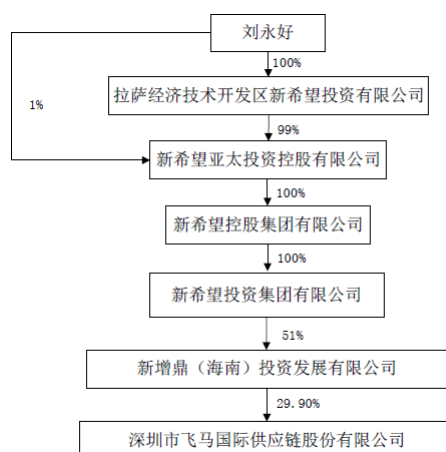 刘永好
100%
拉萨经济技术开发区新希望投资有限公司
1%
99%
新希望亚太投资控股有限公司
100%
新希望控股集团有限公司
100%
新希望投资集团有限公司
51%
新增鼎（海南）投资发展有限公司
29.90%
深圳市飞马国际供应链股份有限公司